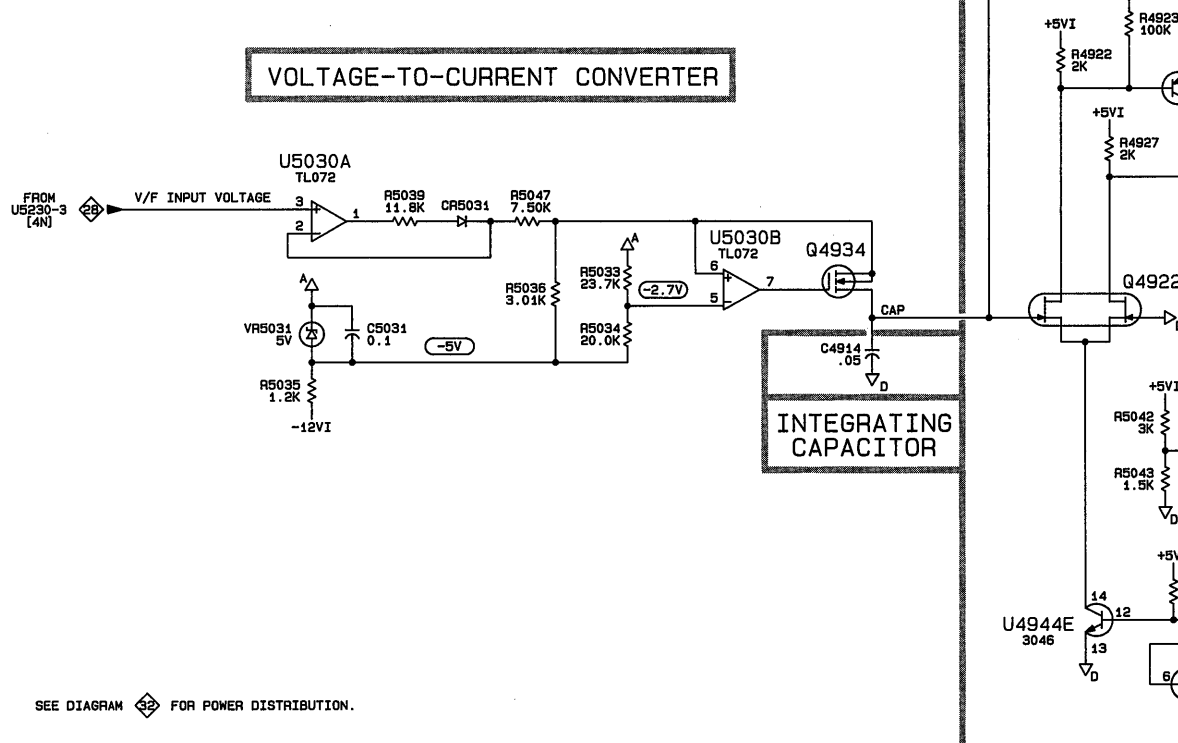 VOLTAGE-TO-CURRENT CONVERTER
+5VI
R4923
100K
R4922
2K
+5VI
R4927
2K
U5030A
TL072
FROM
U5230-3
[4N]
28
V/F INPUT VOLTAGE
3
+
2
−
1
R5039
11.8K
CR5031
R5047
7.50K
A
VR5031
5V
C5031
0.1
R5035
1.2K
-12VI
-5V
R5036
3.01K
A
R5033
23.7K
-2.7V
R5034
20.0K
U5030B
TL072
6
+
5
−
7
Q4934
CAP
C4914
.05
D
INTEGRATING
CAPACITOR
Q4922
D
+5VI
R5042
3K
R5043
1.5K
D
+5V
14
12
13
U4944E
3046
D
6
SEE DIAGRAM 32 FOR POWER DISTRIBUTION.